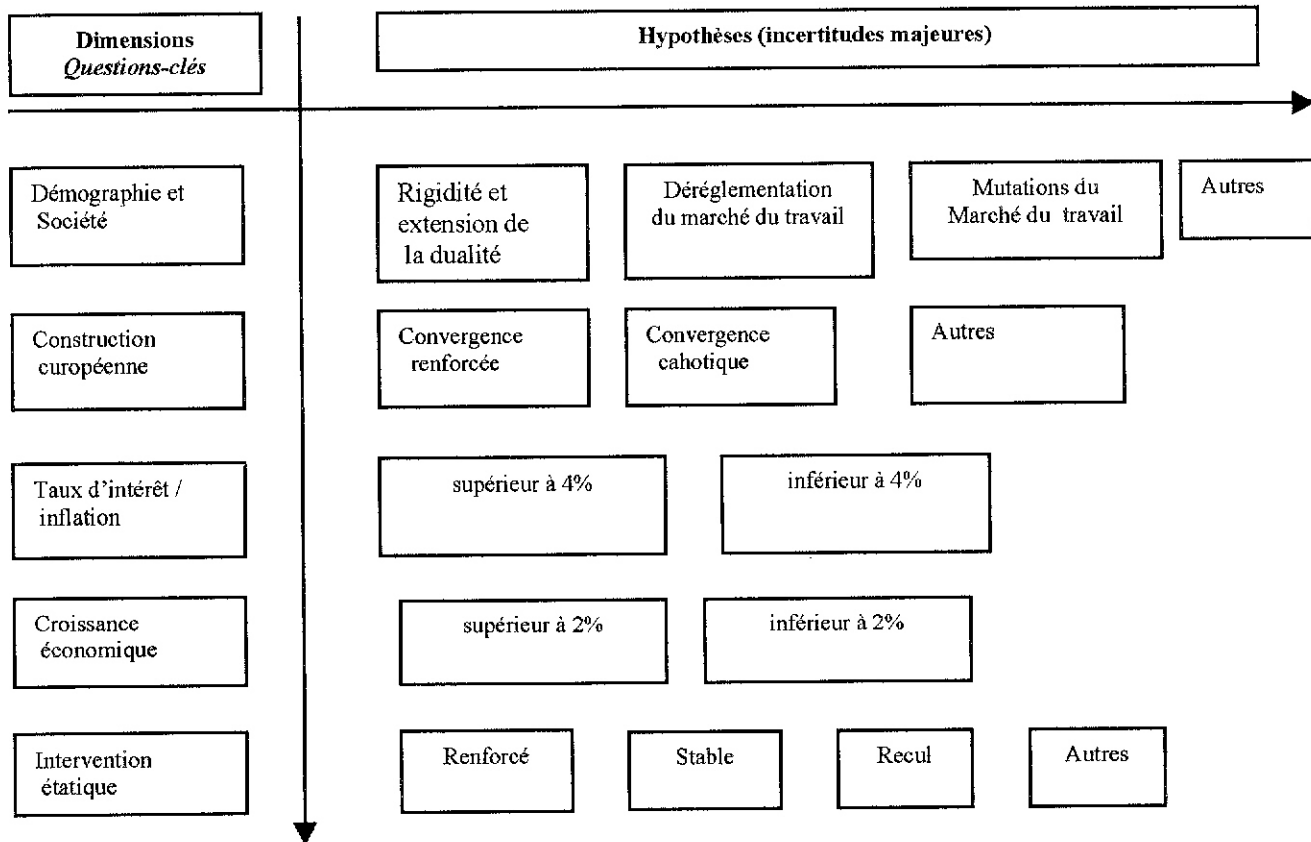 Dimensions
Questions-clés
Hypothèses (incertitudes majeures)
Démographie et
Société
Rigidité et
extension de
la dualité
Déréglementation
du marché du travail
Mutations du
Marché du travail
Autres
Construction
européenne
Convergence
renforcée
Convergence
cahotique
Autres
Taux d'intérêt /
inflation
supérieur à 4%
inférieur à 4%
Croissance
économique
supérieur à 2%
inférieur à 2%
Intervention
étatique
Renforcé
Stable
Recul
Autres